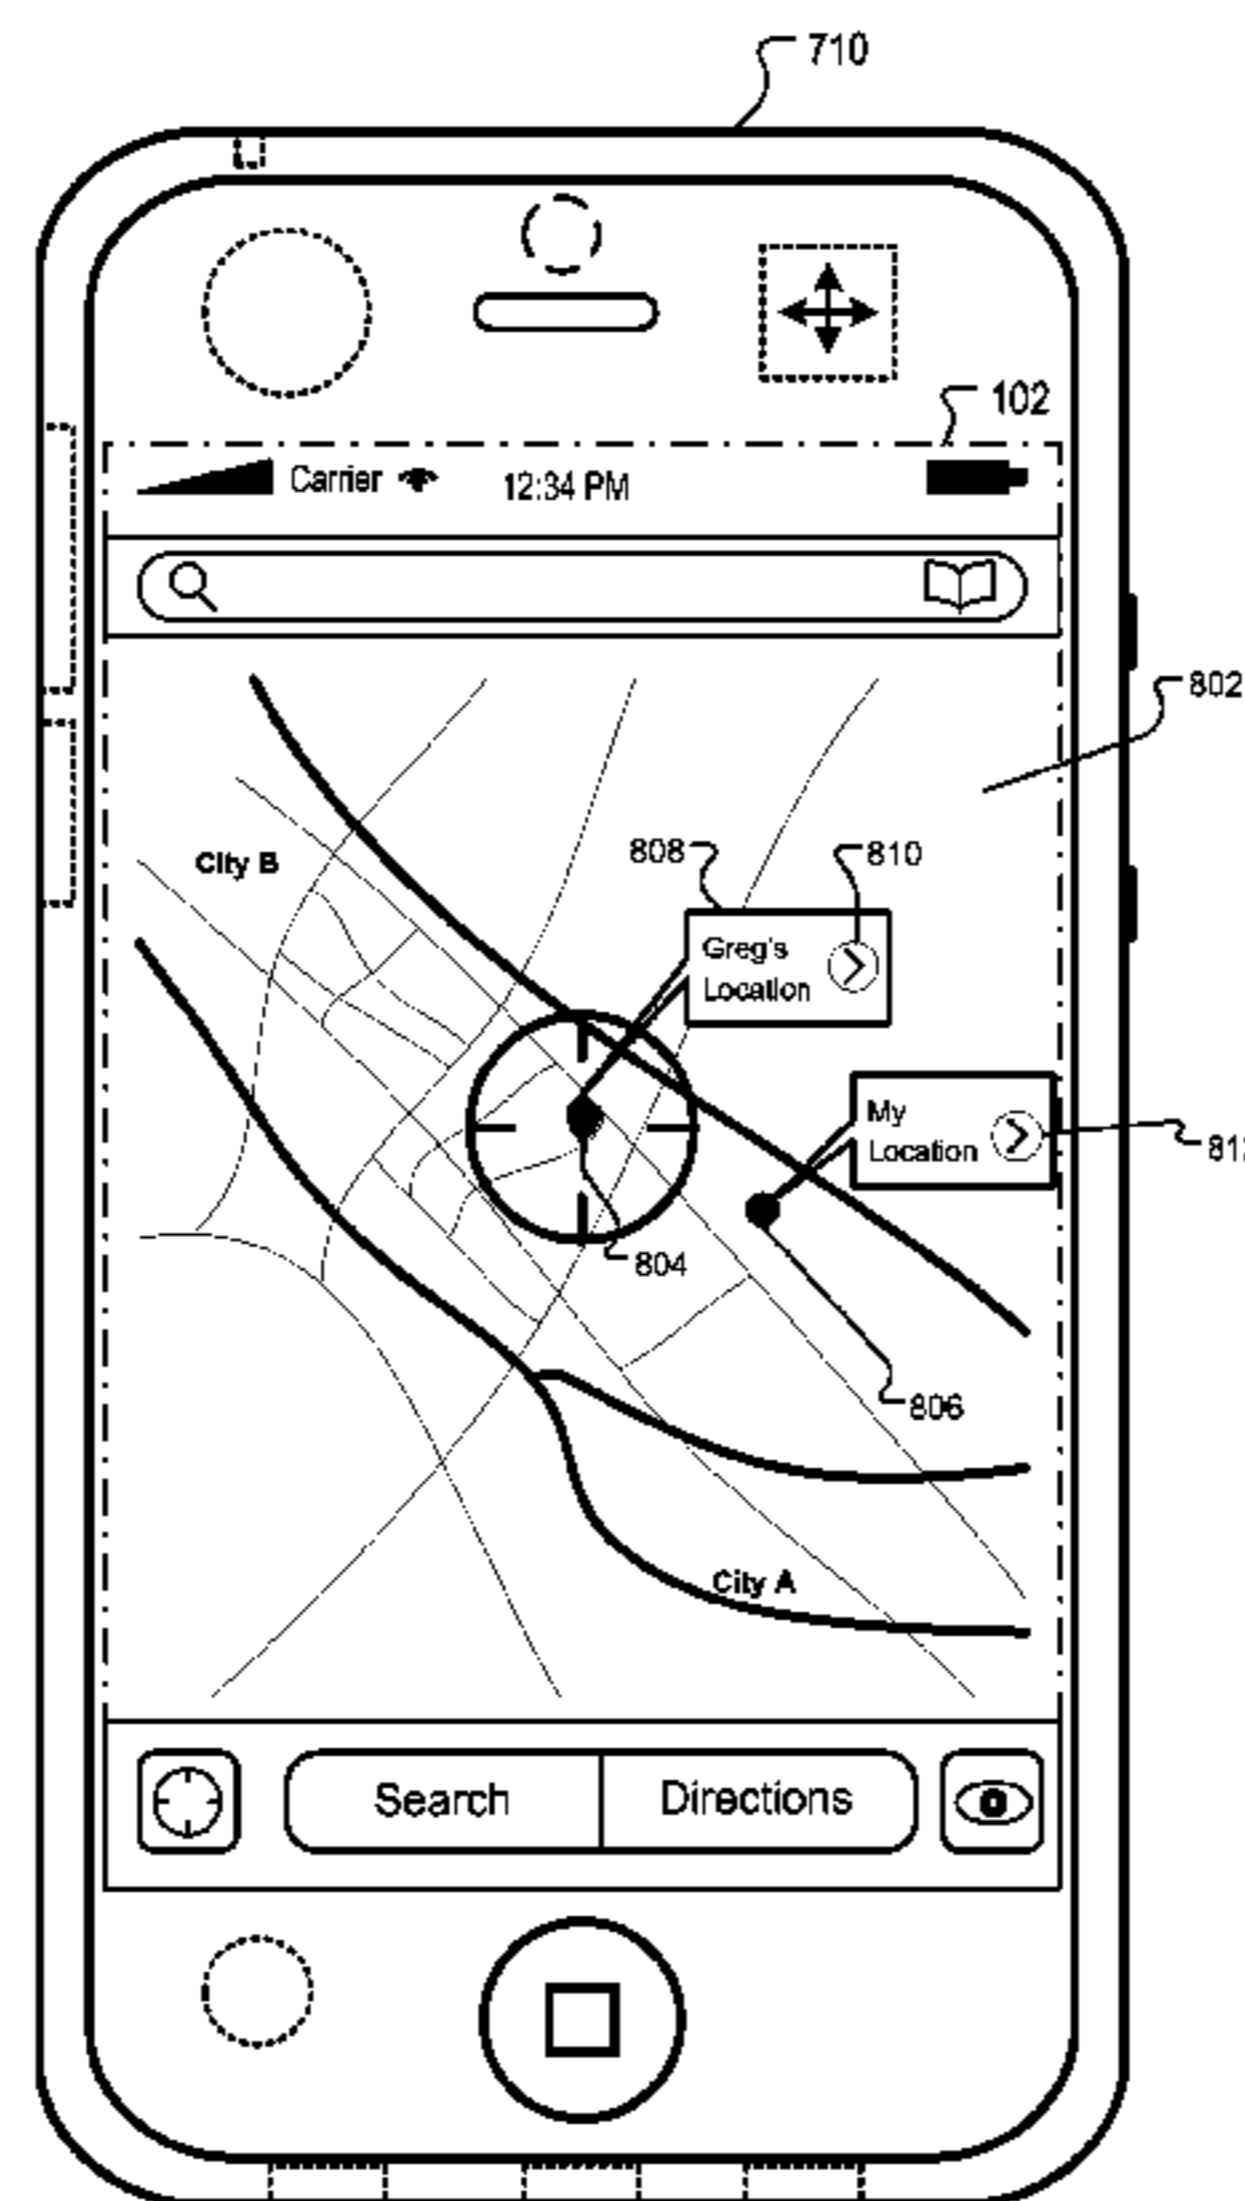 710
102
Carrier
12:34 PM
802
City B
808
810
Greg's
Location
My
Location
804
806
City A
Search
Directions